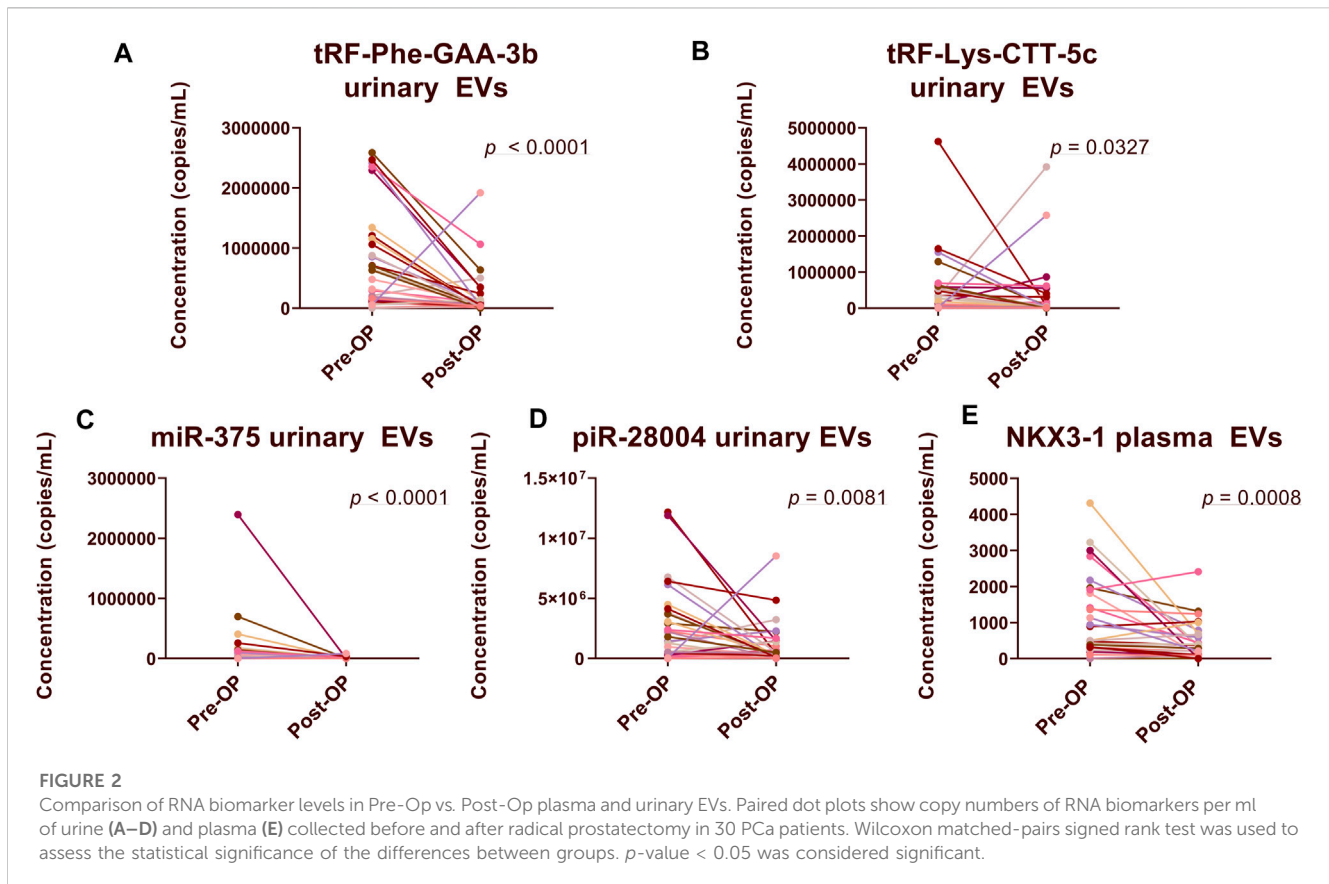 A
tRF-Phe-GAA-3b
urinary EVs
Concentration (copies/mL)
3000000
2000000
1000000
0
p < 0.0001
Pre-OP
Post-OP
B
tRF-Lys-CTT-5c
urinary EVs
Concentration (copies/mL)
5000000
4000000
3000000
2000000
1000000
0
p = 0.0327
Pre-OP
Post-OP
C
miR-375 urinary EVs
Concentration (copies/mL)
3000000
2000000
1000000
0
p < 0.0001
Pre-OP
Post-OP
D
piR-28004 urinary EVs
Concentration (copies/mL)
1.5×10⁷
1×10⁷
5×10⁶
0
p = 0.0081
Pre-OP
Post-OP
E
NKX3-1 plasma EVs
Concentration (copies/mL)
5000
4000
3000
2000
1000
0
p = 0.0008
Pre-OP
Post-OP
FIGURE 2
Comparison of RNA biomarker levels in Pre-Op vs. Post-Op plasma and urinary EVs. Paired dot plots show copy numbers of RNA biomarkers per ml
of urine (A–D) and plasma (E) collected before and after radical prostatectomy in 30 PCa patients. Wilcoxon matched-pairs signed rank test was used to
assess the statistical significance of the differences between groups. p-value < 0.05 was considered significant.